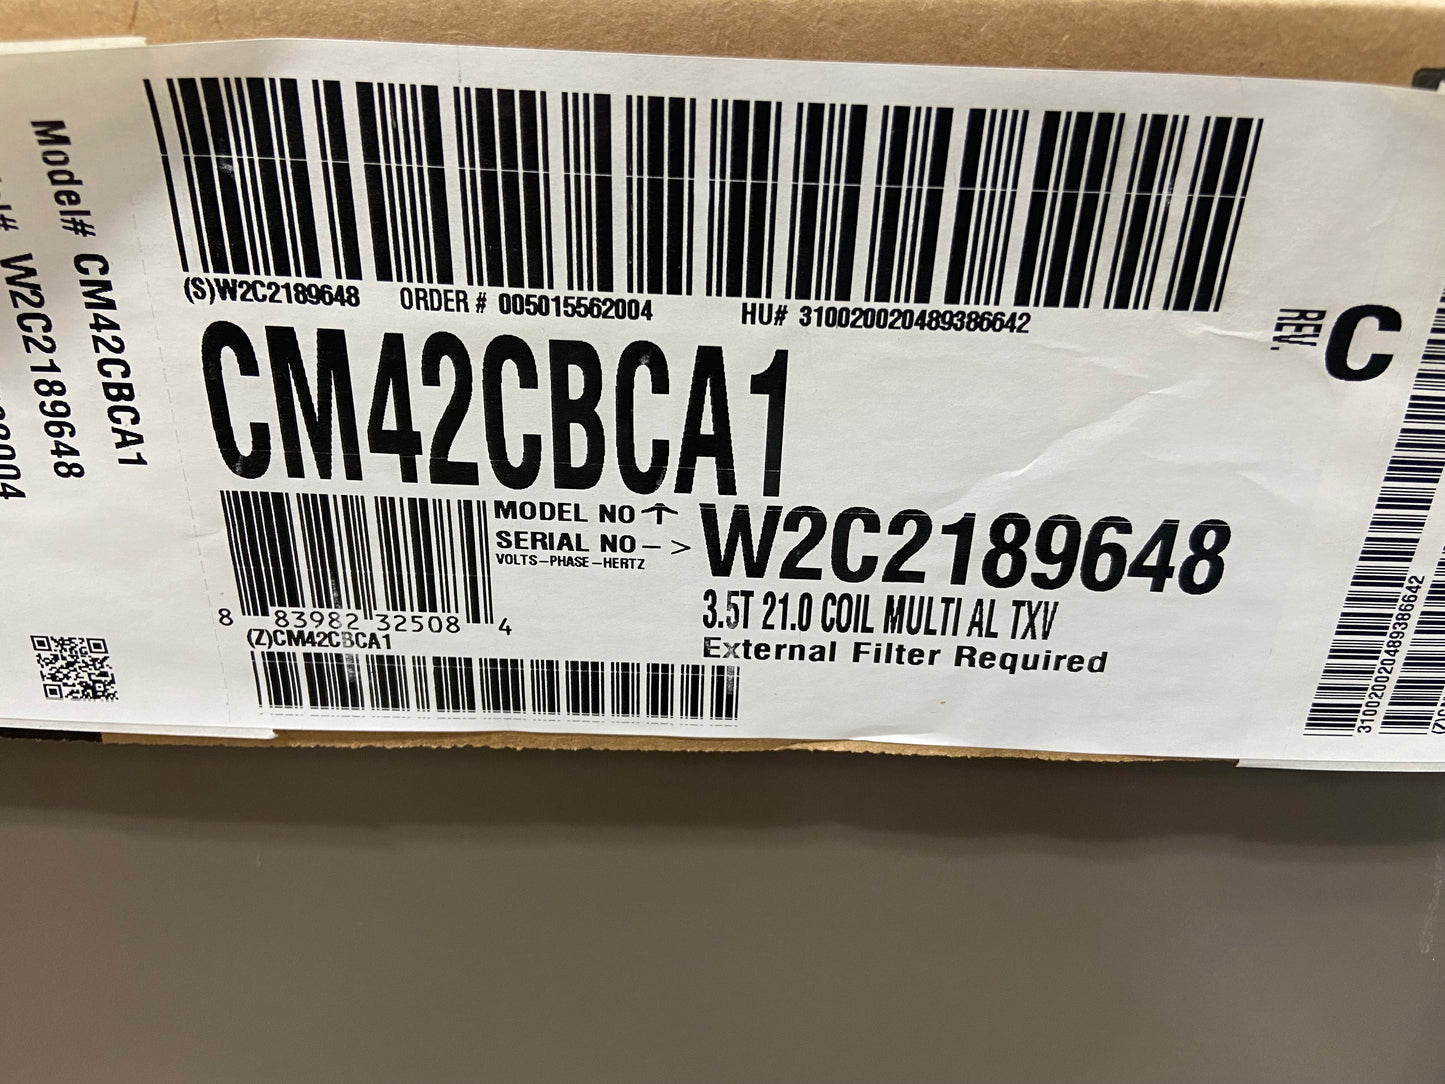 Model# CM42CBCA1
W2C2189648
(S)W2C2189648 ORDER # 005015562004 HU# 310020020489386642
REV. C
CM42CBCA1
MODEL NO ↑
SERIAL NO -> W2C2189648
VOLTS-PHASE-HERTZ
3.5T 21.0 COIL MULTI AL TXV
External Filter Required
8 83982 32508 4
(Z)CM42CBCA1
310020020489386642